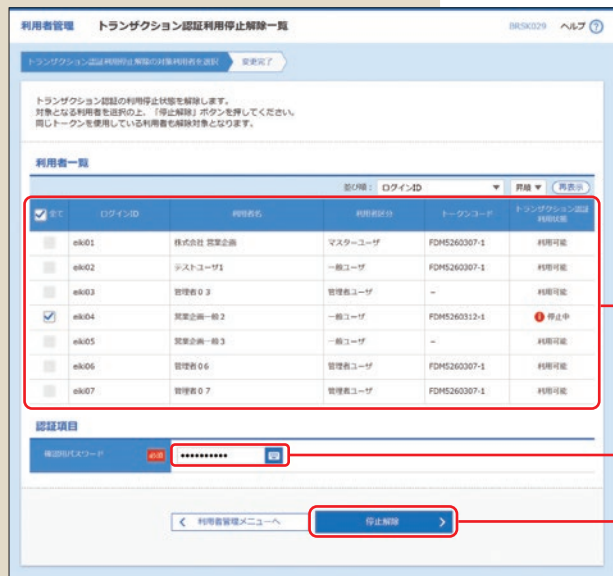 利用者管理 トランザクション認証利用停止解除一覧 BRSK029 ヘルプ ?
トランザクション認証利用停止解除の対象利用者を選択 変更完了
トランザクション認証の利用停止状態を解除します。
対象となる利用者を選択の上、「停止解除」ボタンを押してください。
同じトークンを使用している利用者も解除対象となります。
利用者一覧
並び順： ログインID 昇順 再表示
全て ログインID 利用者名 利用者区分 トークンコード トランザクション認証
利用状態
eiki01 株式会社 営業企画 マスターユーザ FDM5260307-1 利用可能
eiki02 テストユーザ1 一般ユーザ FDM5260307-1 利用可能
eiki03 管理者０３ 管理者ユーザ － 利用可能
eiki04 営業企画一般２ 一般ユーザ FDM5260312-1 停止中
eiki05 営業企画一般３ 一般ユーザ － 利用可能
eiki06 管理者０６ 管理者ユーザ FDM5260307-1 利用可能
eiki07 管理者０７ 管理者ユーザ FDM5260307-1 利用可能
認証項目
確認用パスワード 必須 ••••••••••
利用者管理メニューへ 停止解除